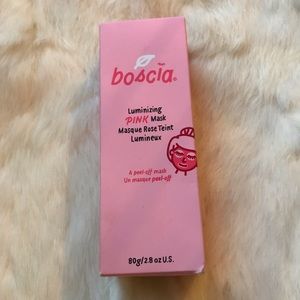 boscia®
Luminizing
PINK Mask
Masque Rose Teint
Lumineux
A peel-off mask
Un masque peel-off
80g/2.8 oz U.S.